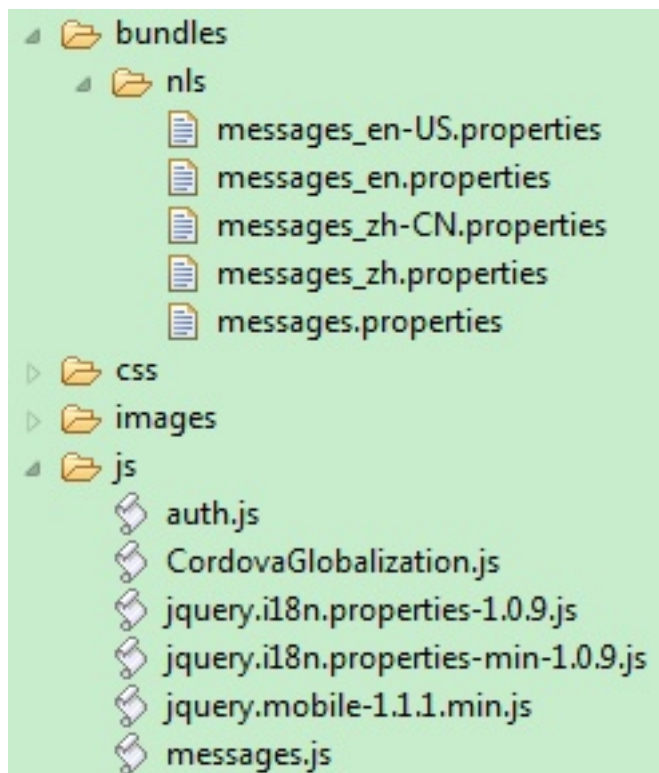 bundles
nls
messages_en-US.properties
messages_en.properties
messages_zh-CN.properties
messages_zh.properties
messages.properties
css
images
js
auth.js
CordovaGlobalization.js
jquery.i18n.properties-1.0.9.js
jquery.i18n.properties-min-1.0.9.js
jquery.mobile-1.1.1.min.js
messages.js